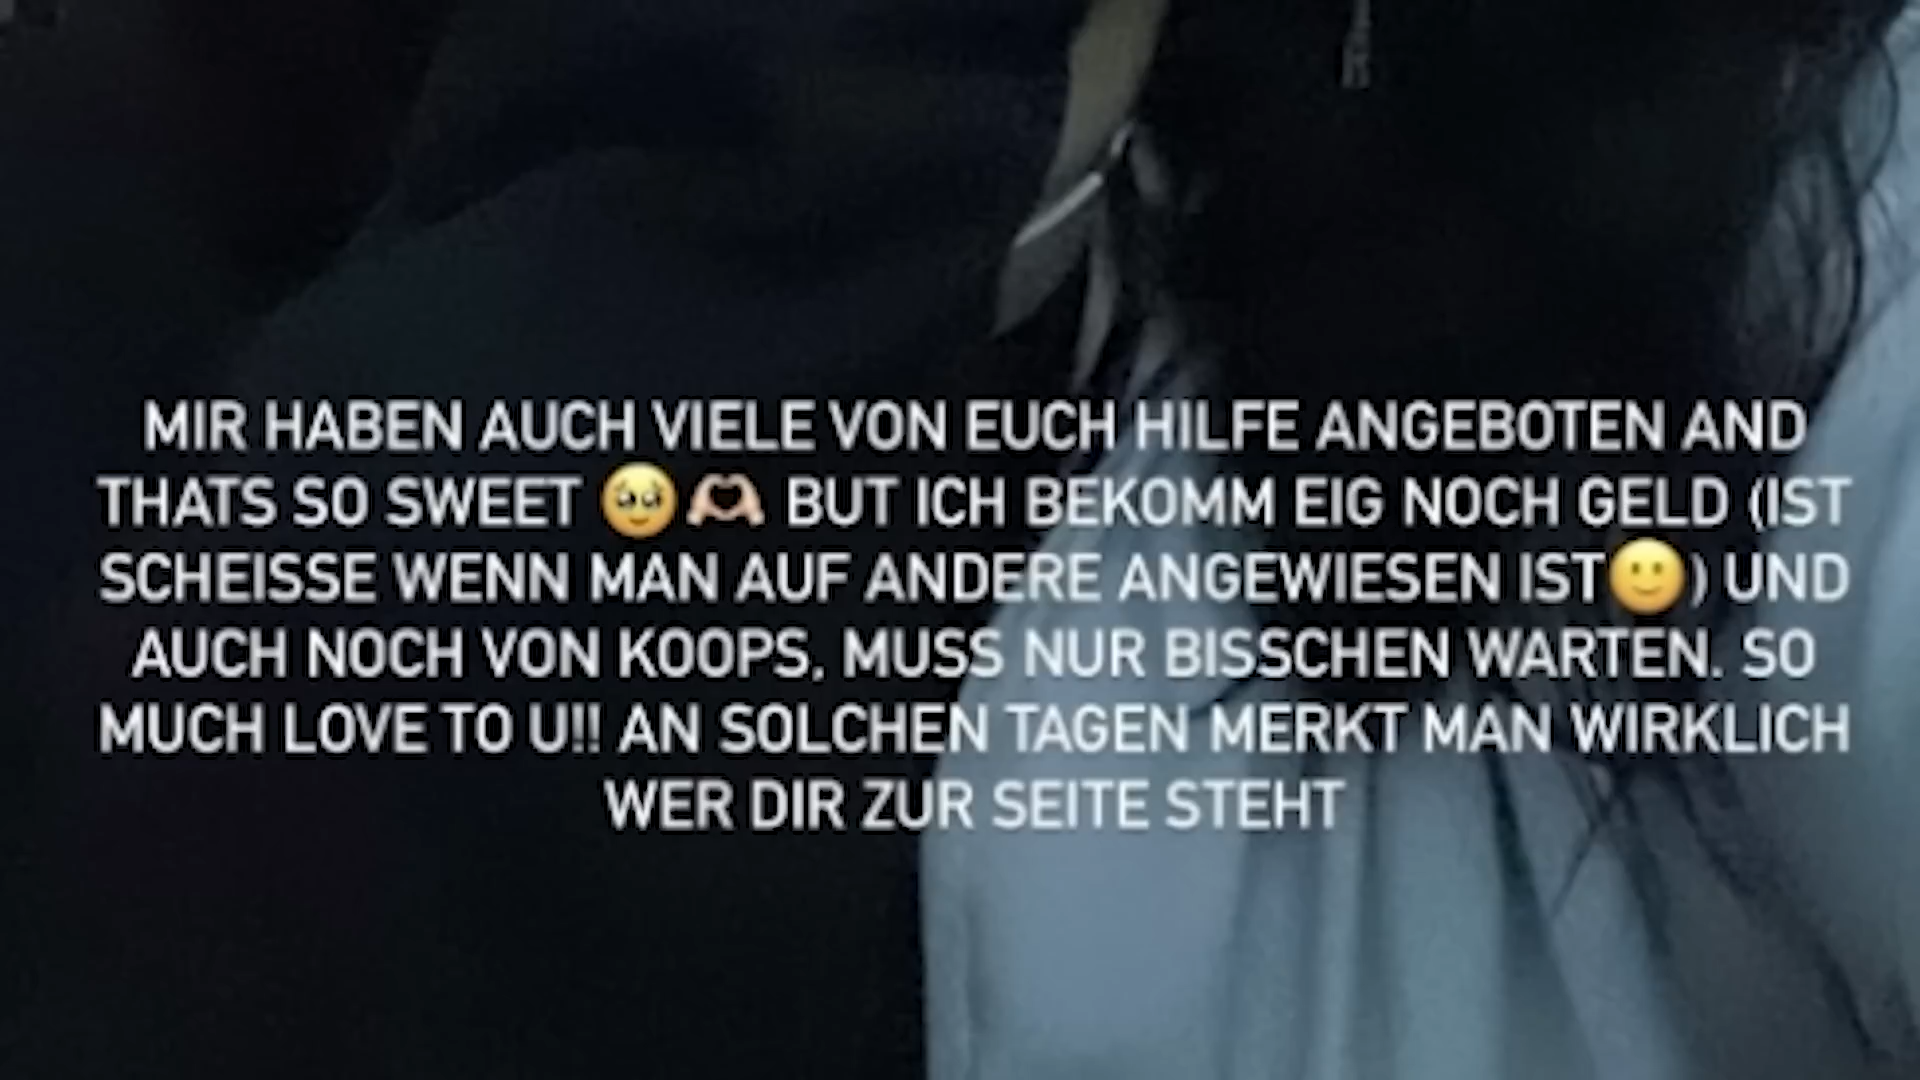 MIR HABEN AUCH VIELE VON EUCH HILFE ANGEBOTEN AND
THATS SO SWEET 🥹🫶🏻 BUT ICH BEKOMM EIG NOCH GELD (IST
SCHEISSE WENN MAN AUF ANDERE ANGEWIESEN IST🙂) UND
AUCH NOCH VON KOOPS, MUSS NUR BISSCHEN WARTEN. SO
MUCH LOVE TO U!! AN SOLCHEN TAGEN MERKT MAN WIRKLICH
WER DIR ZUR SEITE STEHT